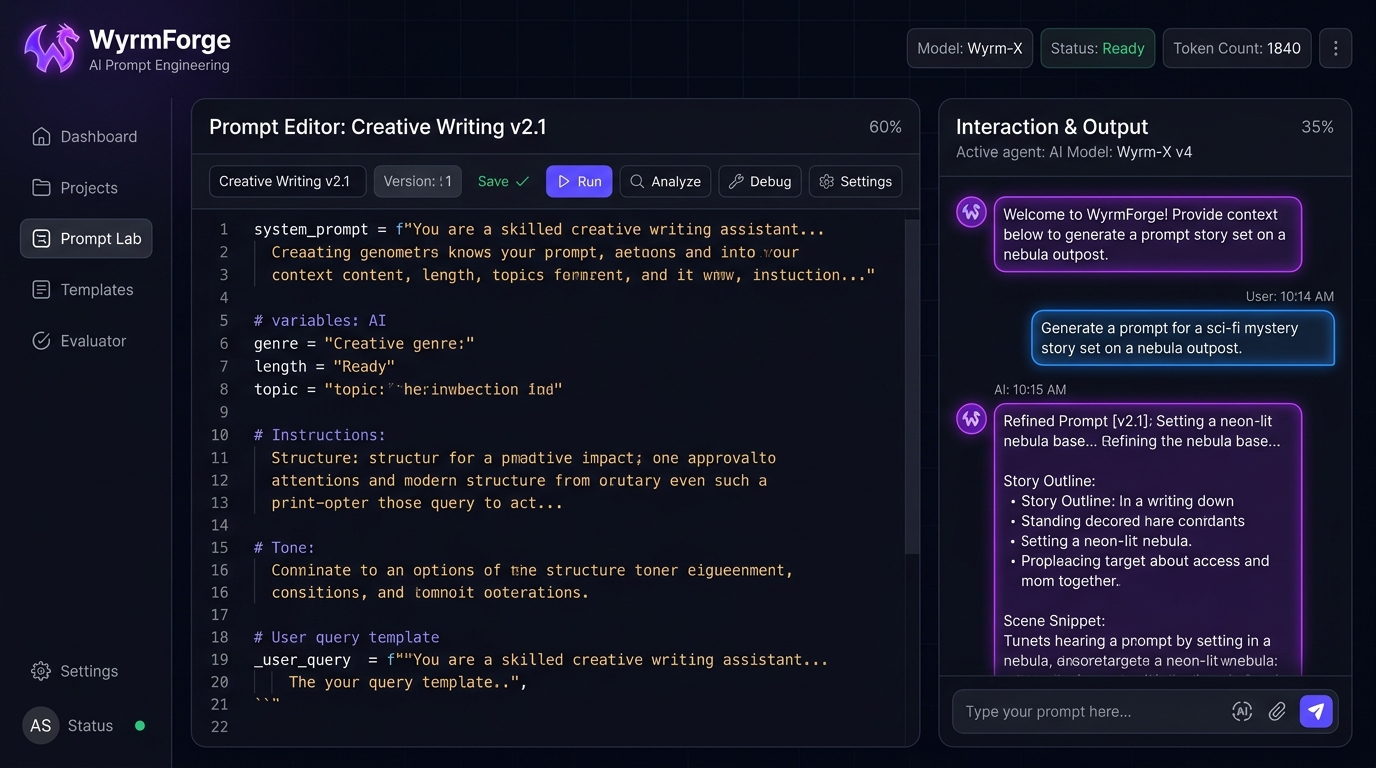 WyrmForge
AI Prompt Engineering
Model: Wyrm-X
Status: Ready
Token Count: 1840
Dashboard
Projects
Prompt Lab
Templates
Evaluator
Settings
AS
Status
Prompt Editor: Creative Writing v2.1
60%
Creative Writing v2.1
Version:
Save
Run
Analyze
Debug
Settings
1 system_prompt = f"You are a skilled creative writing assistant...
2 Creaating genometrs knows your prompt, and into
3 context content, length, topics and it instuction..."
4
5 # variables: AI
6 genre = "Creative genre:"
7 length = "Ready"
8 topic = "topic:
9
10 # Instructions:
11 Structure: structur for a impact; one approvalto
12 attentions and modern structure from orutary even such a
13 print-opter those query to act...
14
15 # Tone:
16 to an options of the structure toner eigueenment,
16 consitions, and ooterations.
17
18 # User query template
19 _user_query = f"""You are a skilled creative writing assistant...
20 The your query template..",
21 ``"
22
Interaction & Output
35%
Active agent: AI Model: Wyrm-X v4
Welcome to WyrmForge! Provide context
below to generate a prompt story set on a
nebula outpost.
User: 10:14 AM
Generate a prompt for a sci-fi mystery
story set on a nebula outpost.
AI: 10:15 AM
Refined Prompt [v2.1]; Setting a neon-lit
nebula base... Refining the nebula base...
Story Outline:
• Story Outline: In a writing down
• Standing decored hare
• Setting a neon-lit nebula.
• Propleacing target about access and
mom together.
Scene Snippet:
Tunets hearing a prompt by setting in a
nebula, a neon-lit
Type your prompt here...
AI